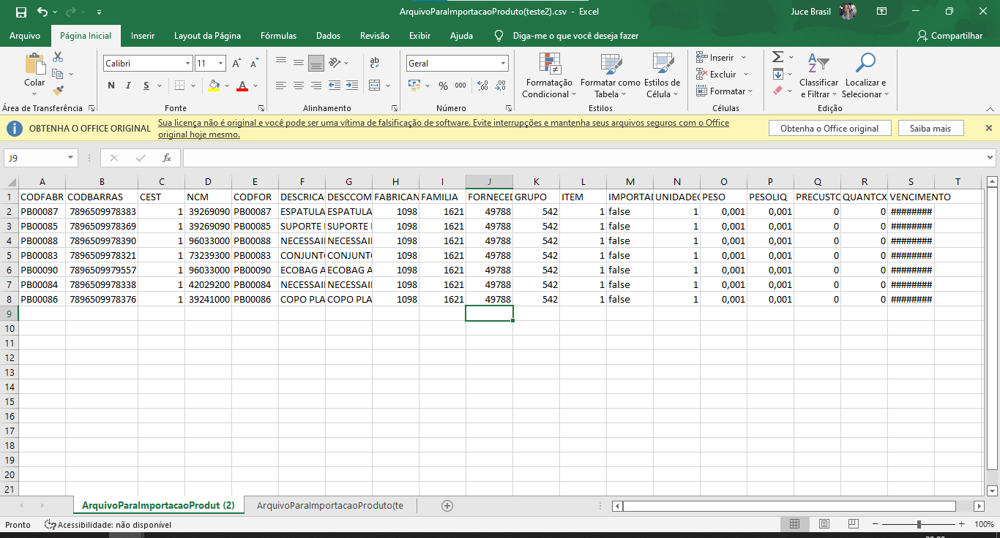 ArquivoParaImportacaoProduto(teste2).csv - Excel
Juce Brasil
Arquivo Página Inicial Inserir Layout da Página Fórmulas Dados Revisão Exibir Ajuda Diga-me o que você deseja fazer Compartilhar
Colar
Área de Transferência
Calibri 11
N I S
Fonte
ab
Alinhamento
Geral
% 000
Número
Formatação Condicional
Formatar como Tabela
Estilos de Célula
Estilos
Inserir
Excluir
Formatar
Células
Classificar e Filtrar
Localizar e Selecionar
Edição
OBTENHA O OFFICE ORIGINAL
Sua licença não é original e você pode ser uma vítima de falsificação de software. Evite interrupções e mantenha seus arquivos seguros com o Office
original hoje mesmo.
Obtenha o Office original
Saiba mais
J9 fx
A B C D E F G H I J K L M N O P Q R S T
1 CODFABR CODBARRAS CEST NCM CODFOR DESCRICA DESCCOM FABRICAN FAMILIA FORNECED GRUPO ITEM IMPORTAD UNIDADEC PESO PESOLIQ PRECUSTO QUANTCX VENCIMENTO
2 PB00087 7896509978383 1 39269090 PB00087 ESPATULA ESPATULA 1098 1621 49788 542 1 false 1 0,001 0,001 0 0 ########
3 PB00085 7896509978369 1 39269090 PB00085 SUPORTE SUPORTE 1098 1621 49788 542 1 false 1 0,001 0,001 0 0 ########
4 PB00088 7896509978390 1 96033000 PB00088 NECESSAI NECESSAI 1098 1621 49788 542 1 false 1 0,001 0,001 0 0 ########
5 PB00083 7896509978321 1 73239300 PB00083 CONJUNT CONJUNT 1098 1621 49788 542 1 false 1 0,001 0,001 0 0 ########
6 PB00090 7896509979557 1 96033000 PB00090 ECOBAG A ECOBAG A 1098 1621 49788 542 1 false 1 0,001 0,001 0 0 ########
7 PB00084 7896509978338 1 42029200 PB00084 NECESSAI NECESSAI 1098 1621 49788 542 1 false 1 0,001 0,001 0 0 ########
8 PB00086 7896509978376 1 39241000 PB00086 COPO PLA COPO PLA 1098 1621 49788 542 1 false 1 0,001 0,001 0 0 ########
9
10
11
12
13
14
15
16
17
18
19
20
21
ArquivoParaImportacaoProdut (2) ArquivoParaImportacaoProduto(te
Pronto Acessibilidade: não disponível 100%